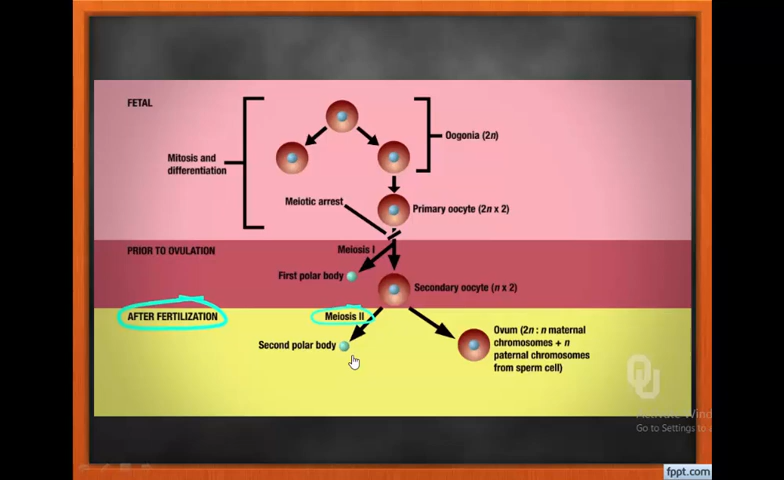 FETAL
Oogonia (2n)
Mitosis and
differentiation
Meiotic arrest
Primary oocyte (2n x 2)
PRIOR TO OVULATION
Meiosis I
First polar body
Secondary oocyte (n x 2)
AFTER FERTILIZATION
Meiosis II
Second polar body
Ovum (2n : n maternal
chromosomes + n
paternal chromosomes
from sperm cell)
OU
Activate Wind
Go to Settings to a
fppt.com